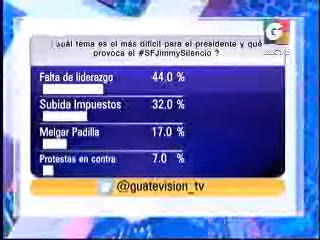 ¿cuál tema es el más difícil para el presidente y qué
provoca el #SFJimmySilencio ?
Falta de liderazgo 44.0 %
Subida Impuestos 32.0 %
Melgar Padilla 17.0 %
Protestas en contra 7.0 %
@guatevision_tv